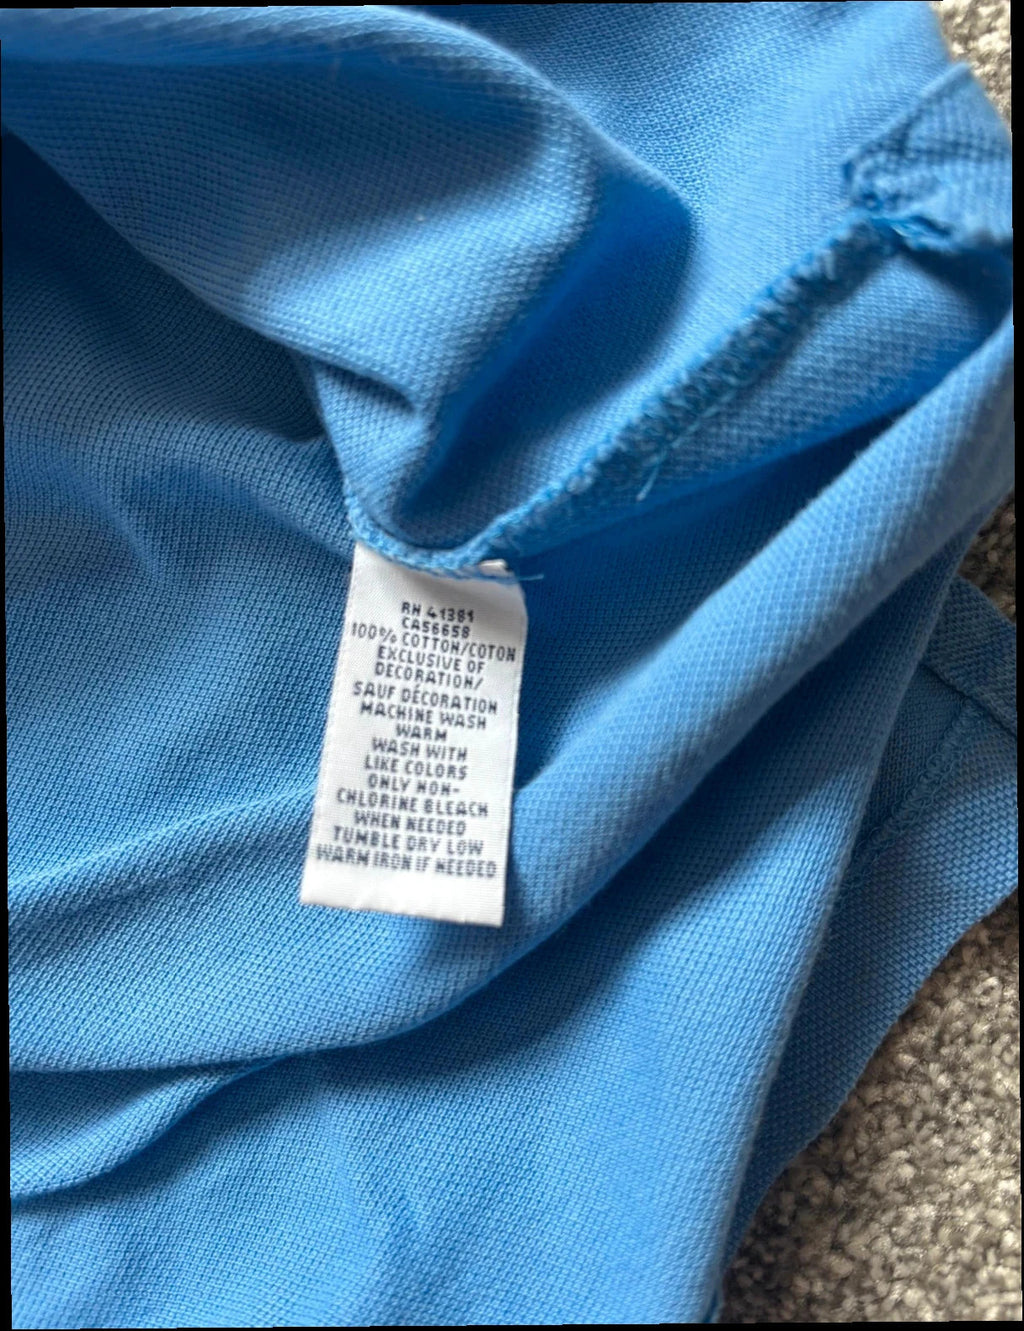 RN 41381
CA56658
100% COTTON/COTON
EXCLUSIVE OF
DECORATION/
SAUF DÉCORATION
MACHINE WASH
WARM
WASH WITH
LIKE COLORS
ONLY NON-
CHLORINE BLEACH
WHEN NEEDED
TUMBLE DRY LOW
WARM IRON IF NEEDED